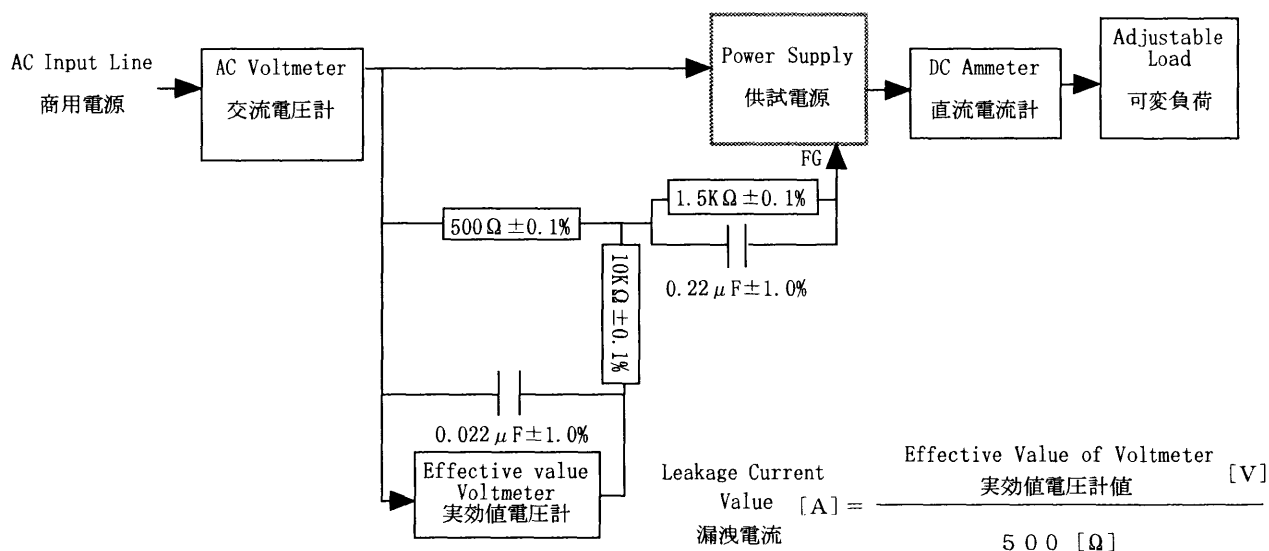 AC Input Line
商用電源
AC Voltmeter
交流電圧計
Power Supply
供試電源
DC Ammeter
直流電流計
Adjustable
Load
可変負荷
FG
500Ω±0.1%
1.5KΩ±0.1%
0.22μF±1.0%
10KΩ±0.1%
0.022μF±1.0%
Effective value
Voltmeter
実効値電圧計
Leakage Current
Value [A]=
漏洩電流
Effective Value of Voltmeter
実効値電圧計値 [V]
500 [Ω]